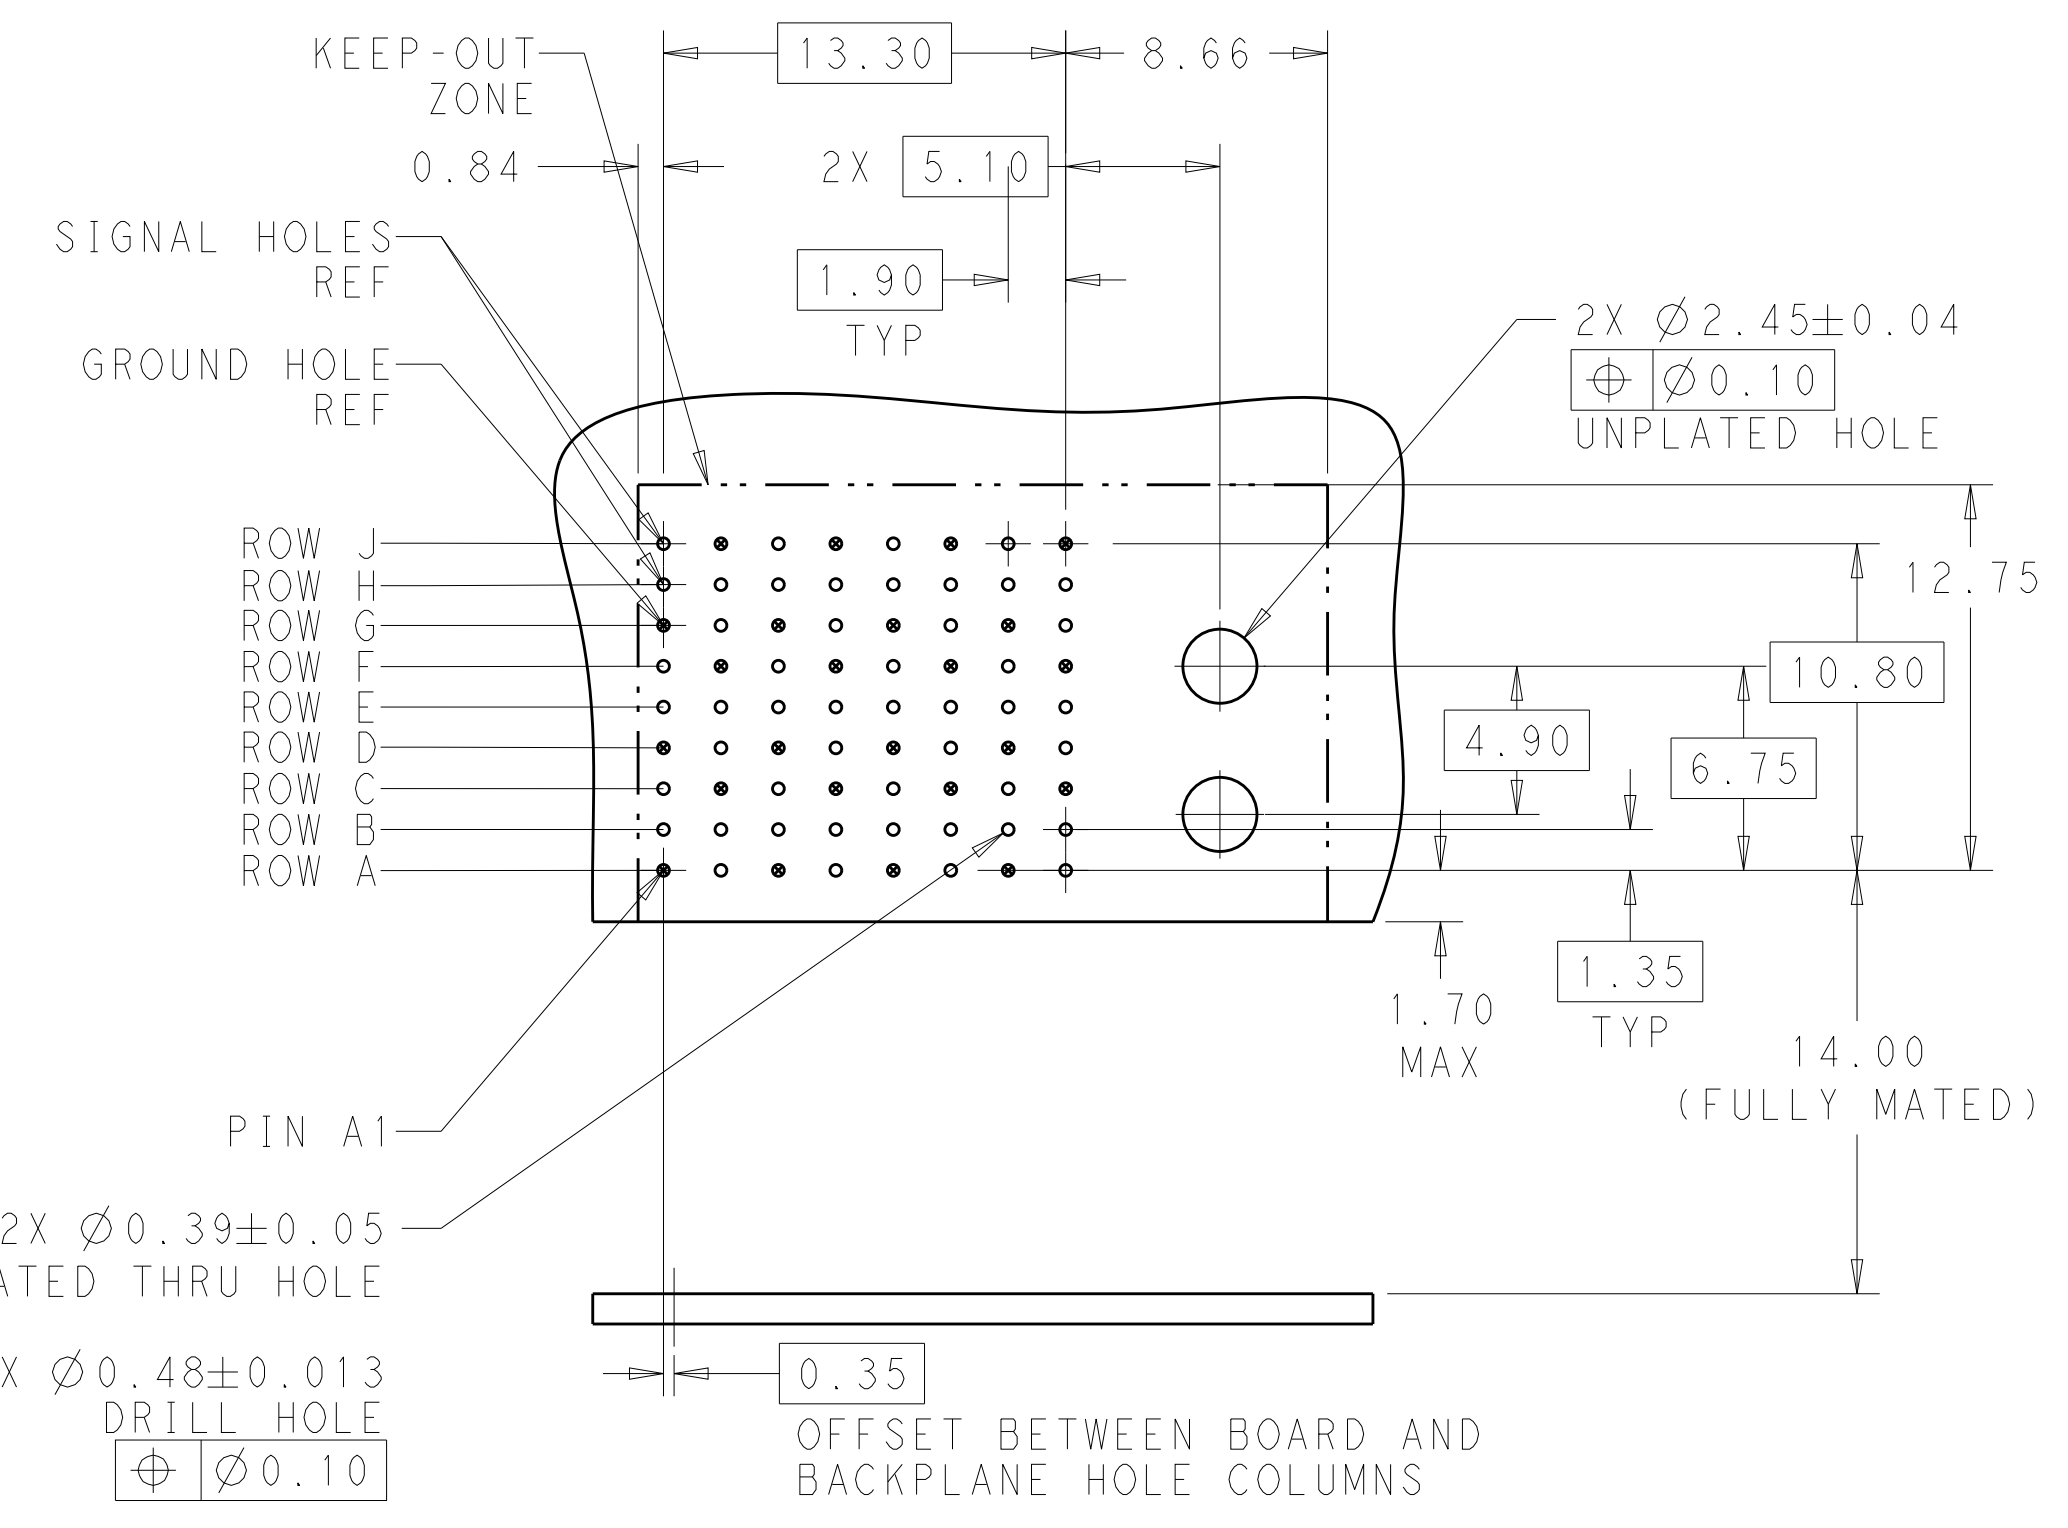 KEEP-OUT
ZONE
13.30
8.66
0.84
2X 5.10
SIGNAL HOLES
REF
1.90
TYP
GROUND HOLE
REF
2X Ø2.45±0.04
⌖ Ø0.10
UNPLATED HOLE
ROW J
ROW H
ROW G
ROW F
ROW E
ROW D
ROW C
ROW B
ROW A
12.75
10.80
4.90
6.75
1.35
TYP
1.70
MAX
14.00
(FULLY MATED)
PIN A1
2X Ø0.39±0.05
ATED THRU HOLE
X Ø0.48±0.013
DRILL HOLE
⌖ Ø0.10
0.35
OFFSET BETWEEN BOARD AND
BACKPLANE HOLE COLUMNS